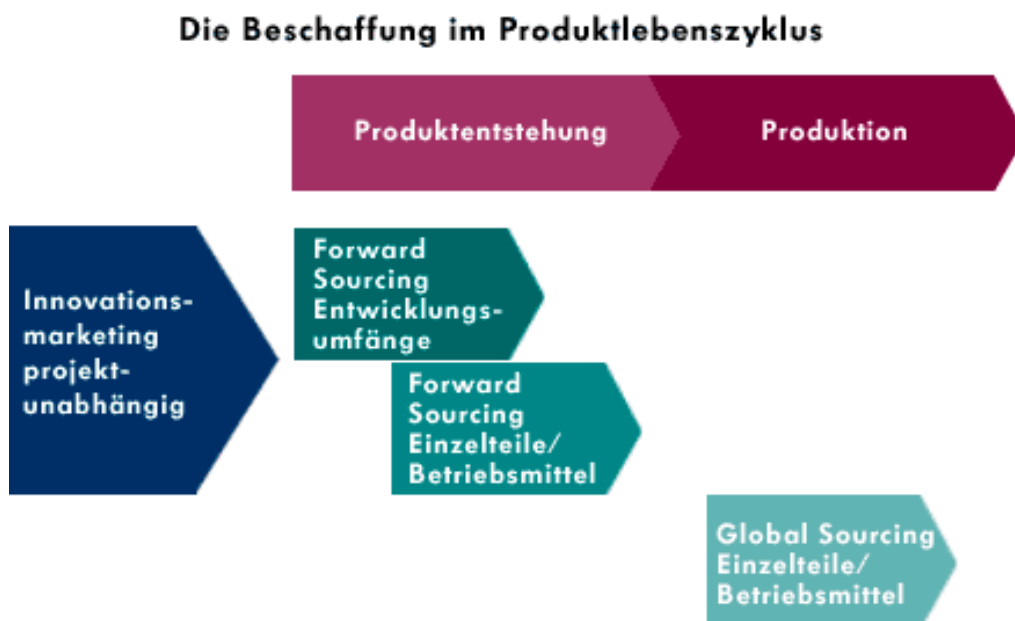 Die Beschaffung im Produktlebenszyklus
Produktentstehung
Produktion
Innovations-
marketing
projekt-
unabhängig
Forward
Sourcing
Entwicklungs-
umfänge
Forward
Sourcing
Einzelteile/
Betriebsmittel
Global Sourcing
Einzelteile/
Betriebsmittel